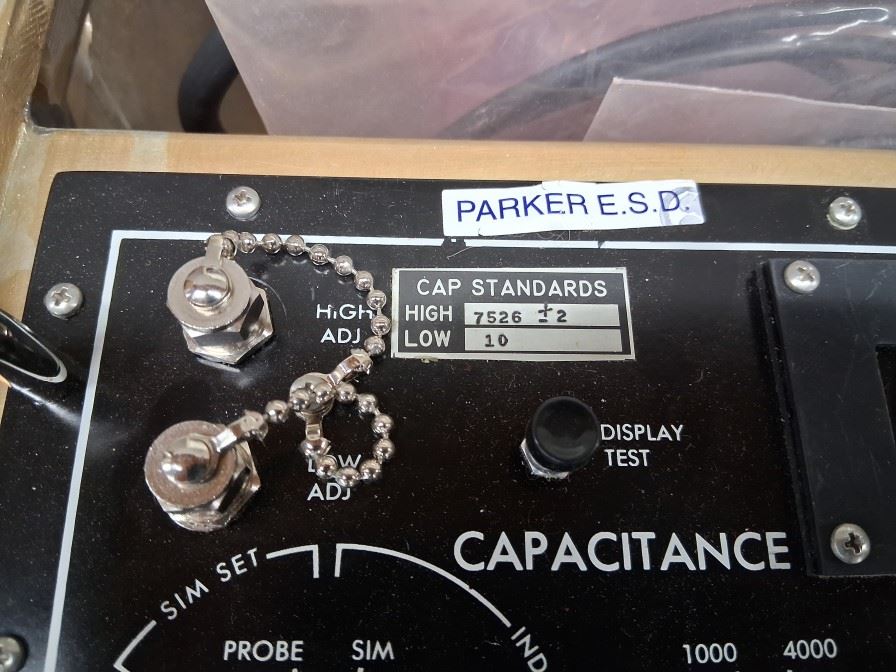 PARKER E.S.D.
CAP STANDARDS
HIGH 7526 ±2
LOW 10
HIGH
ADJ
DISPLAY
TEST
LOW
ADJ
CAPACITANCE
SIM SET
PROBE SIM
IND
1000 4000